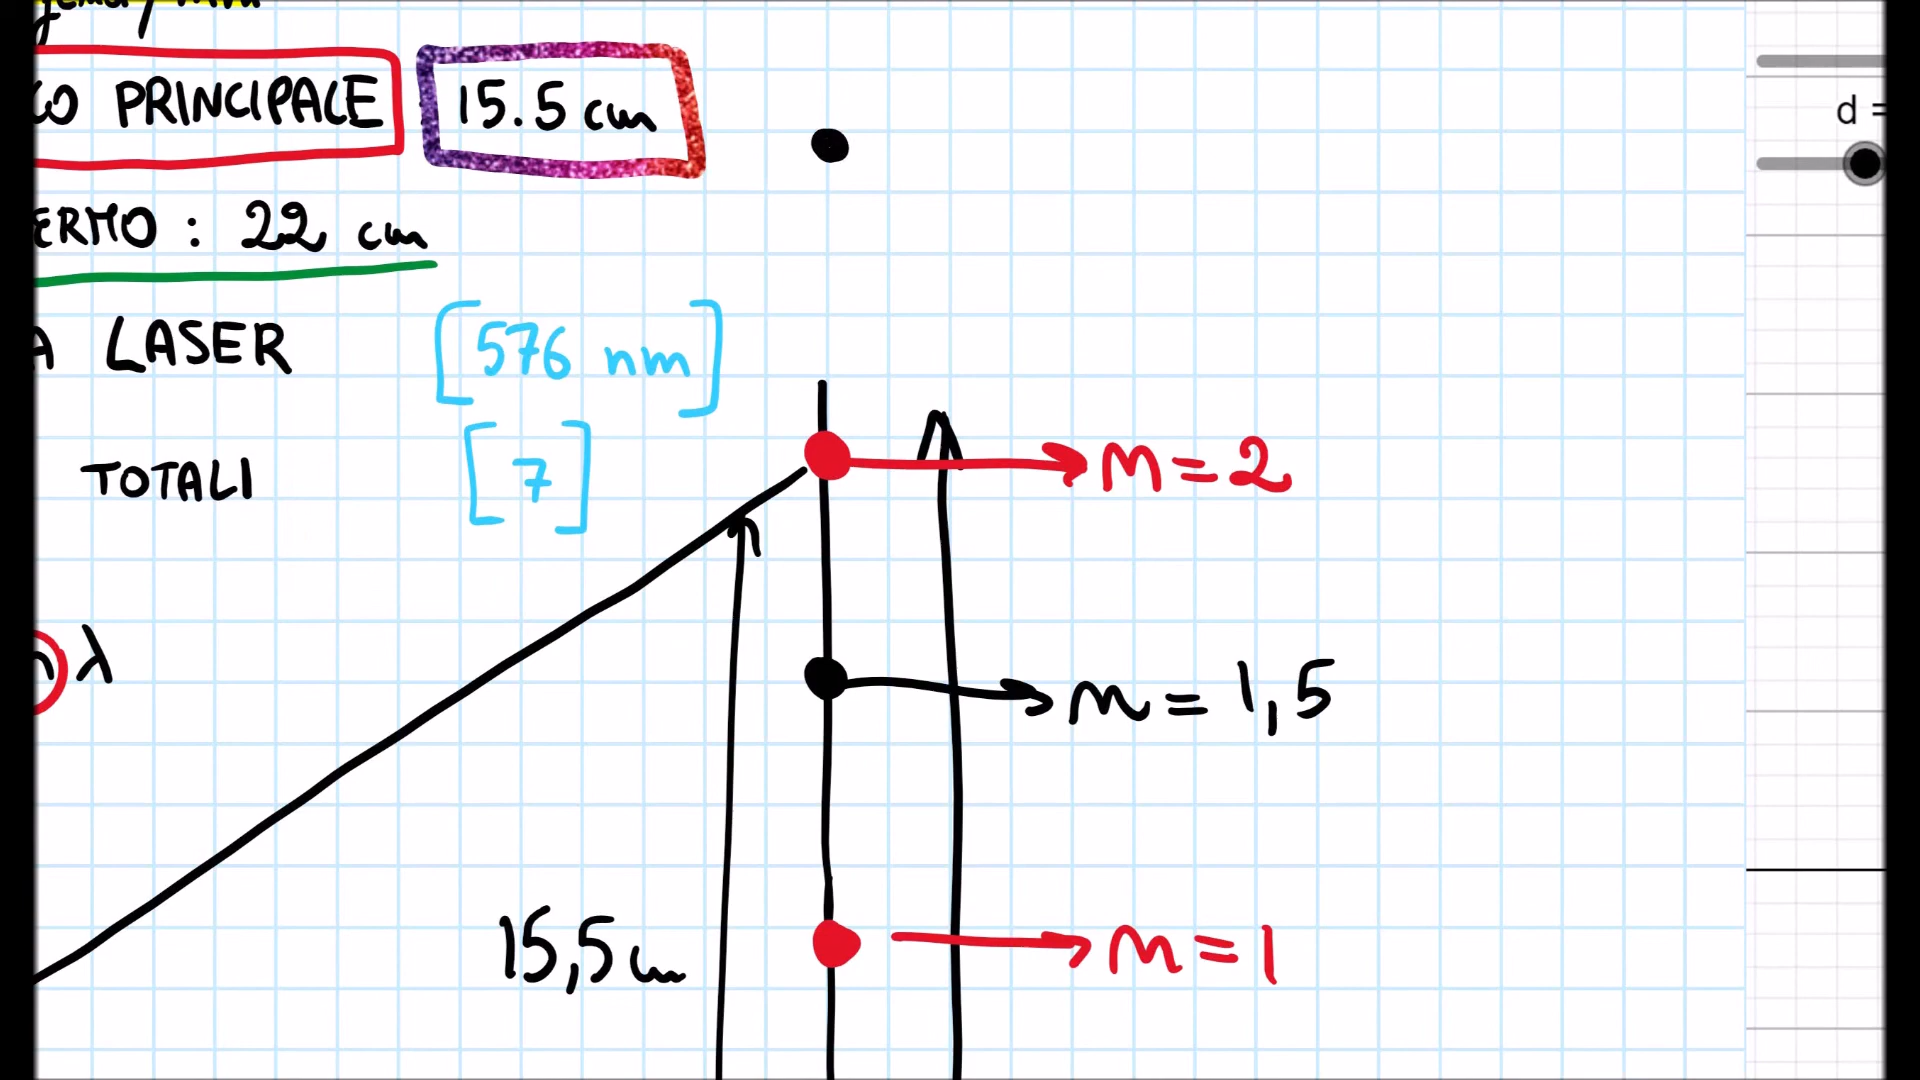 PRINCIPALE 15.5 cm
: 22 cm
LASER [576 nm]
TOTALI [7]
m = 2
λ
m = 1,5
15,5 cm
m = 1
d =